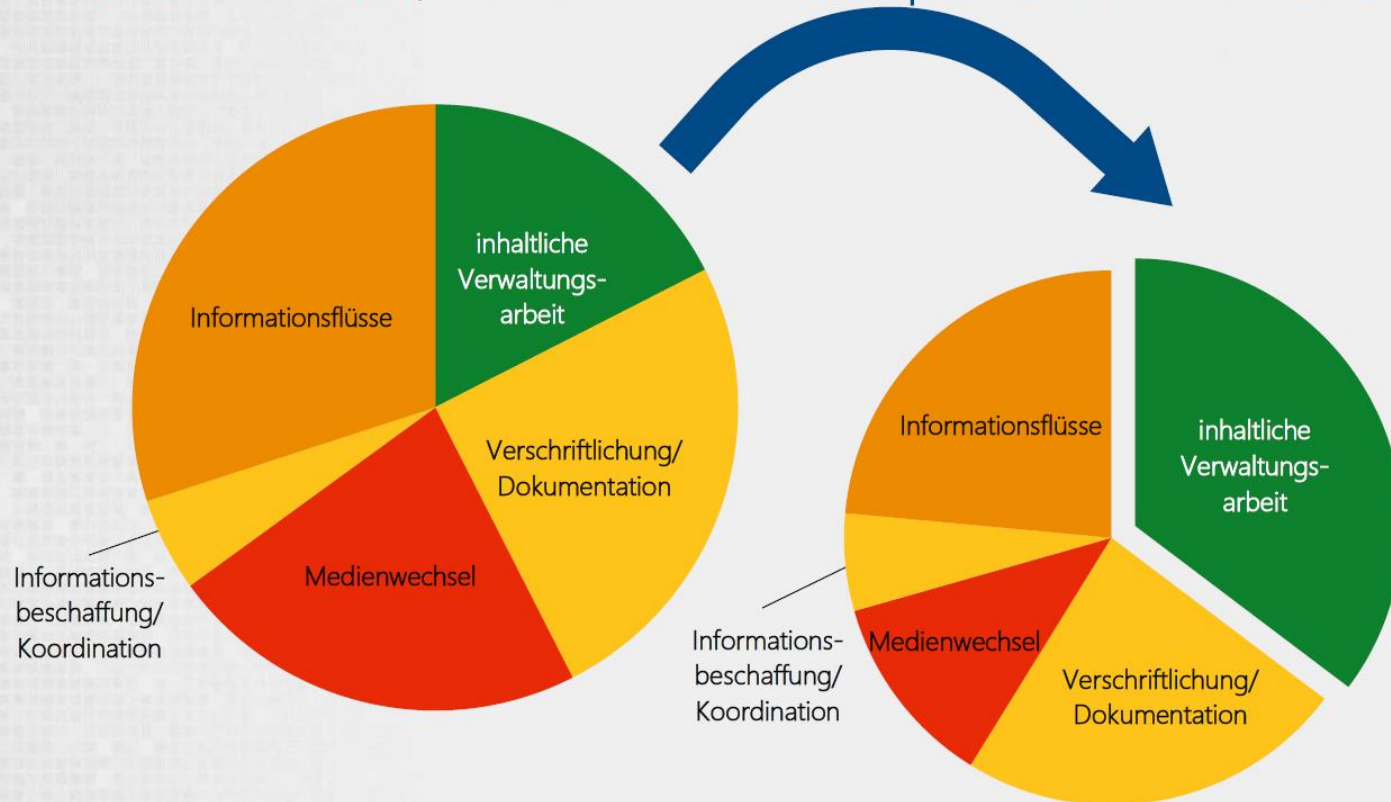 inhaltliche
Verwaltungs-
arbeit
Informationsflüsse
Verschriftlichung/
Dokumentation
Medienwechsel
Informations-
beschaffung/
Koordination
Informationsflüsse
inhaltliche
Verwaltungs-
arbeit
Informations-
beschaffung/
Koordination
Medienwechsel
Verschriftlichung/
Dokumentation